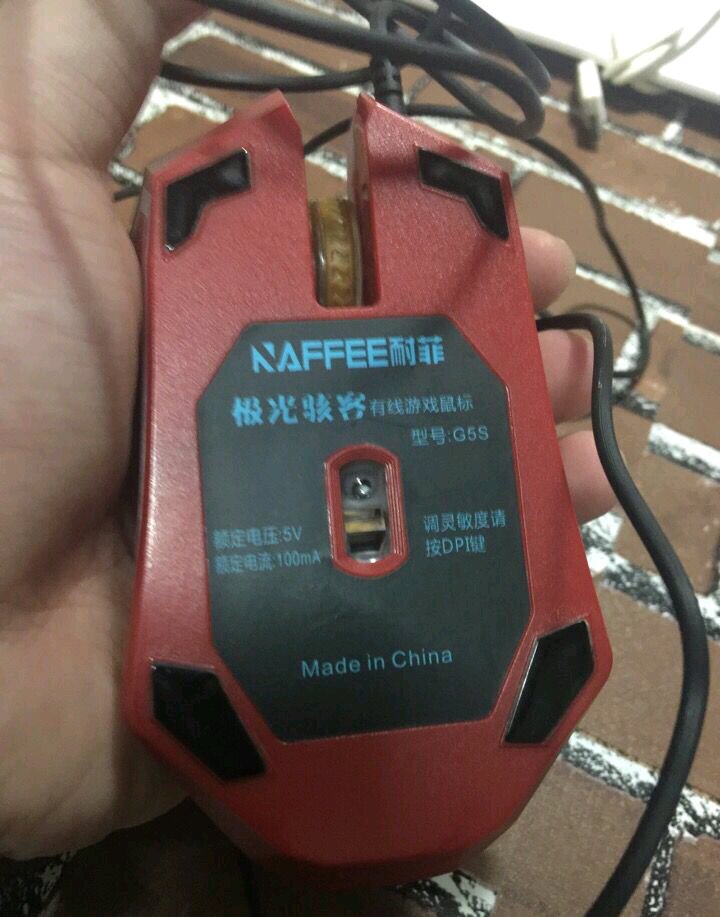 NAFFEE耐菲
极光骇客有线游戏鼠标
型号:G5S
额定电压:5V
额定电流:100mA
调灵敏度请
按DPI键
Made in China